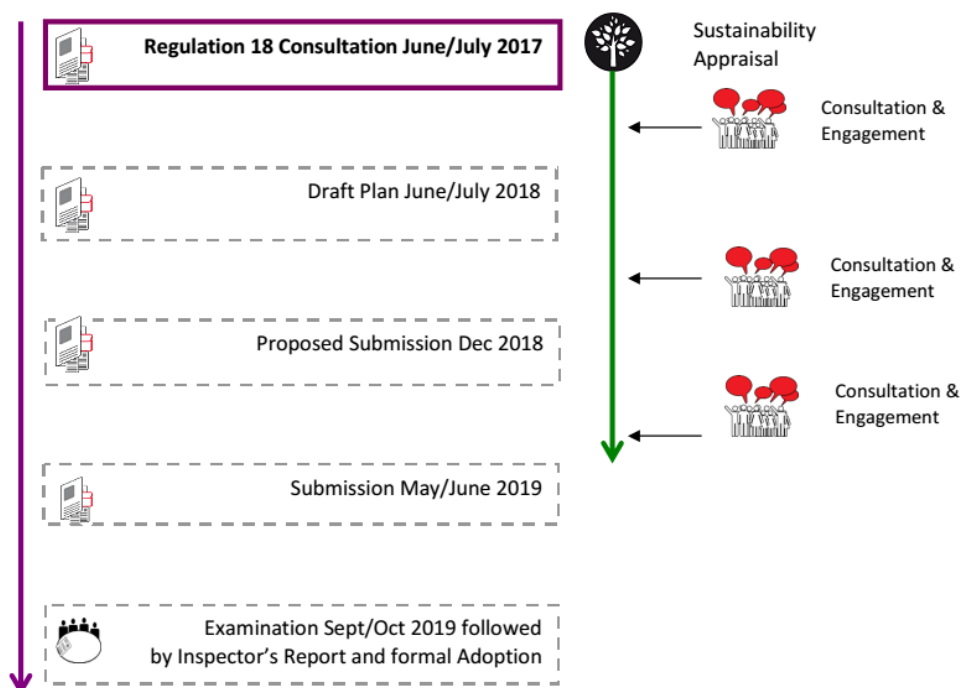 Regulation 18 Consultation June/July 2017
Sustainability
Appraisal
Consultation &
Engagement
Draft Plan June/July 2018
Consultation &
Engagement
Proposed Submission Dec 2018
Consultation &
Engagement
Submission May/June 2019
Examination Sept/Oct 2019 followed
by Inspector’s Report and formal Adoption